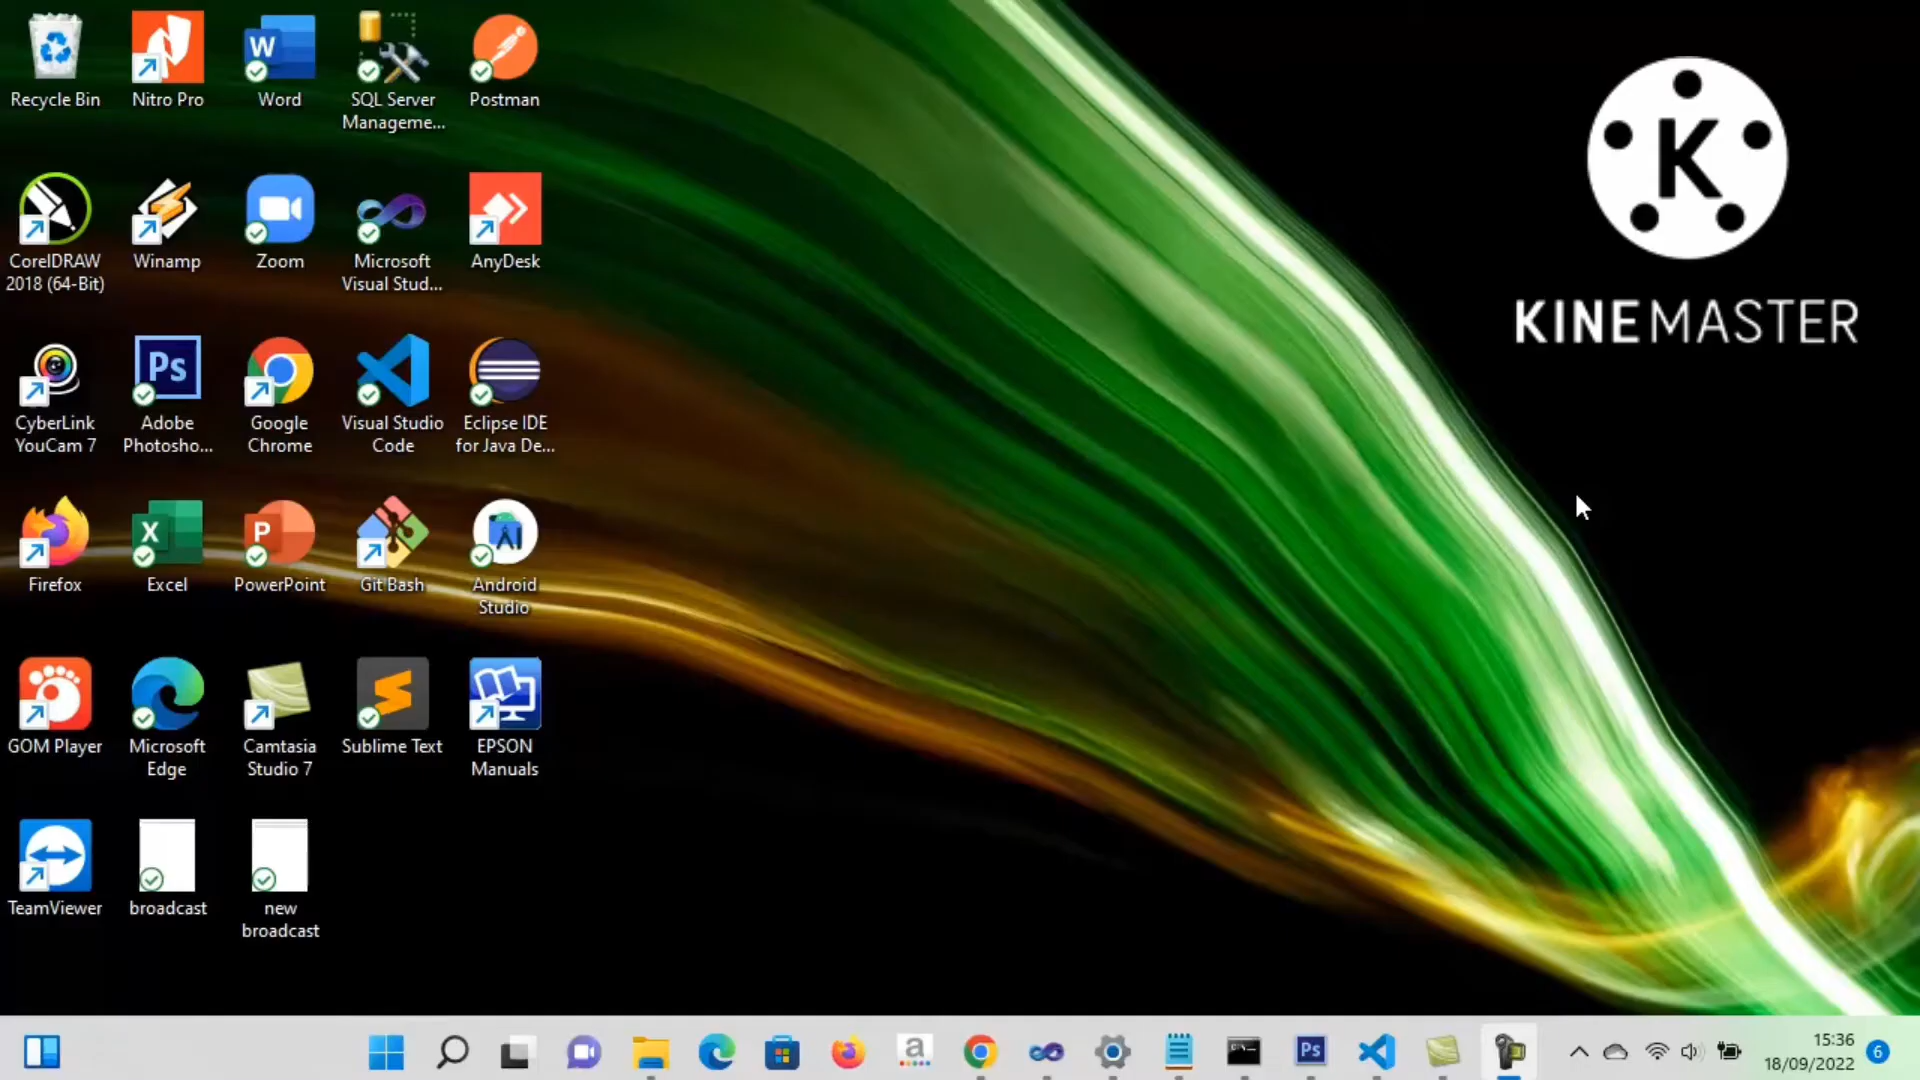 Recycle Bin
Nitro Pro
Word
SQL Server
Manageme...
Postman
K
KINEMASTER
CorelDRAW
2018 (64-Bit)
Winamp
Zoom
Microsoft
Visual Stud...
AnyDesk
CyberLink
YouCam 7
Ps
Adobe
Photosho...
Google
Chrome
Visual Studio
Code
Eclipse IDE
for Java De...
Firefox
X
Excel
P
PowerPoint
Git Bash
Android
Studio
GOM Player
Microsoft
Edge
Camtasia
Studio 7
Sublime Text
EPSON
Manuals
TeamViewer
broadcast
new
broadcast
W
a
Ps
15:36
18/09/2022
6